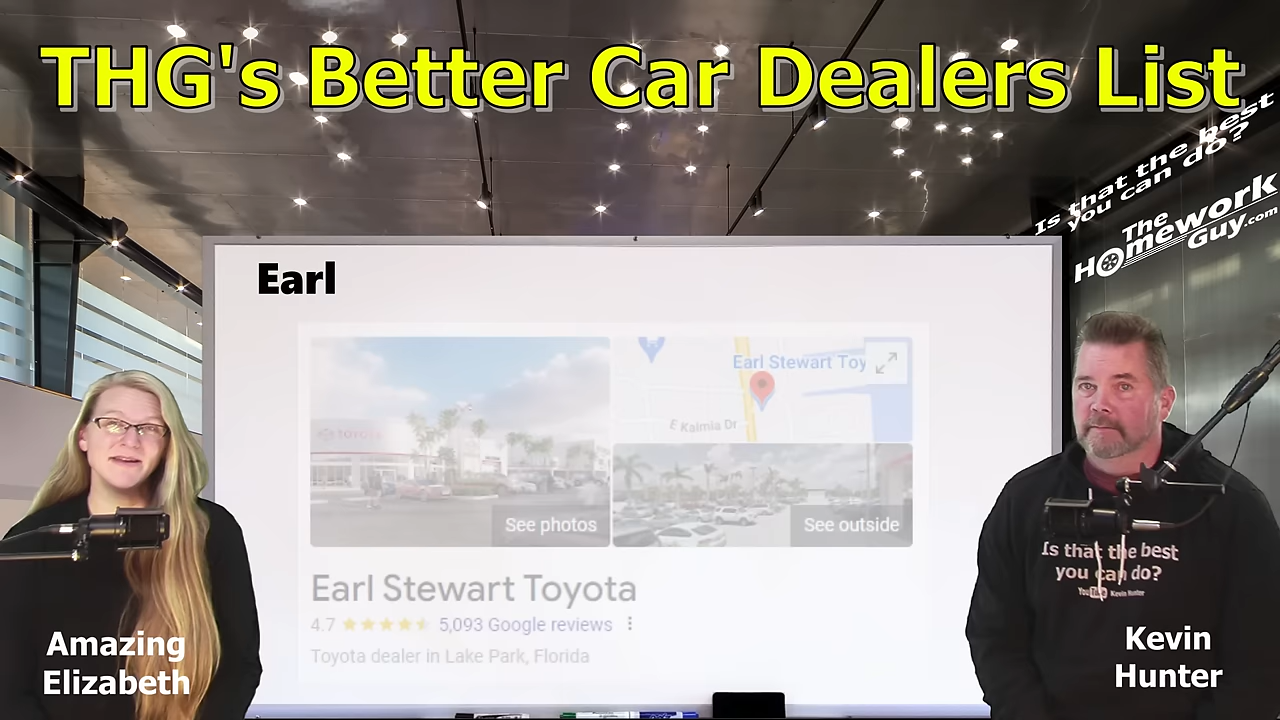 THG's Better Car Dealers List
Is that the best
you can do?
The
Homework
Guy.com
Earl
Earl Stewart Toy
E Kalmia Dr
TOYOTA
See photos
See outside
Earl Stewart Toyota
4.7 5,093 Google reviews
Toyota dealer in Lake Park, Florida
Is that the best
you can do?
YouTube Kevin Hunter
Amazing
Elizabeth
Kevin
Hunter